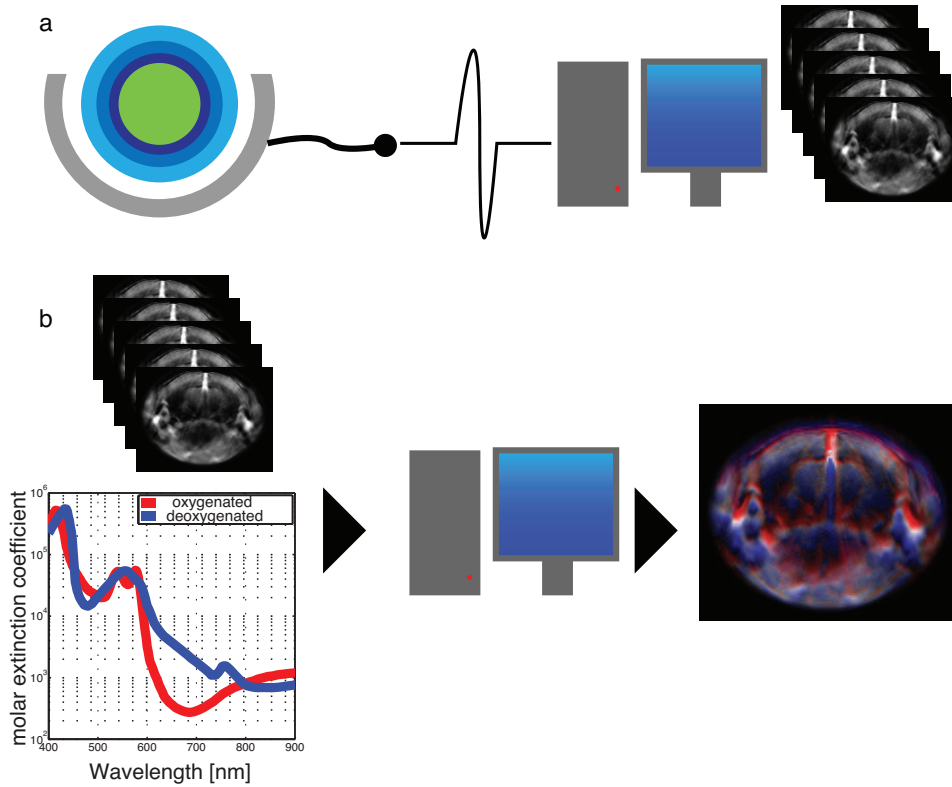 a
b
10^6
oxygenated
deoxygenated
10^5
10^4
10^3
10^2
molar extinction coefficient
400 500 600 700 800 900
Wavelength [nm]